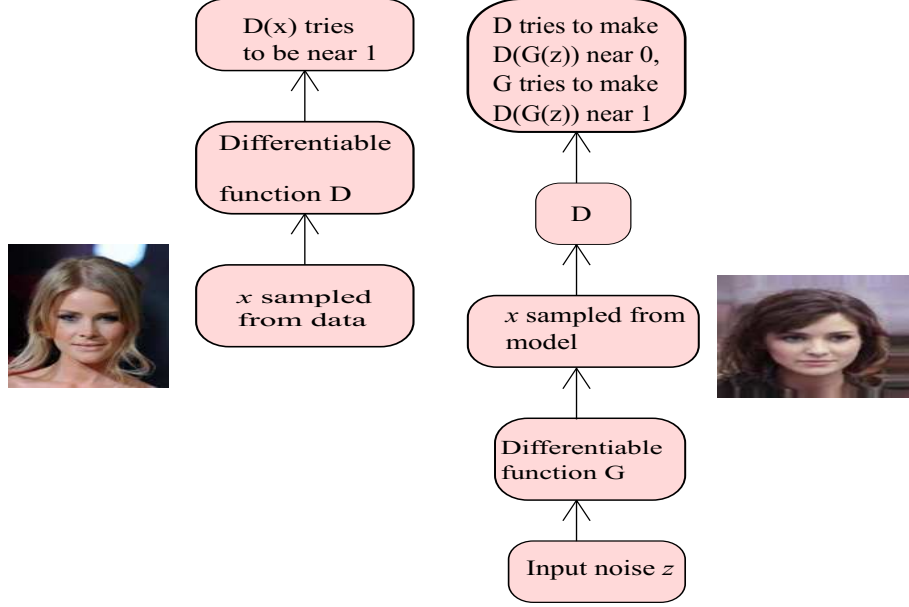 D(x) tries
to be near 1
Differentiable
function D
x sampled
from data
D tries to make
D(G(z)) near 0,
G tries to make
D(G(z)) near 1
D
x sampled from
model
Differentiable
function G
Input noise z